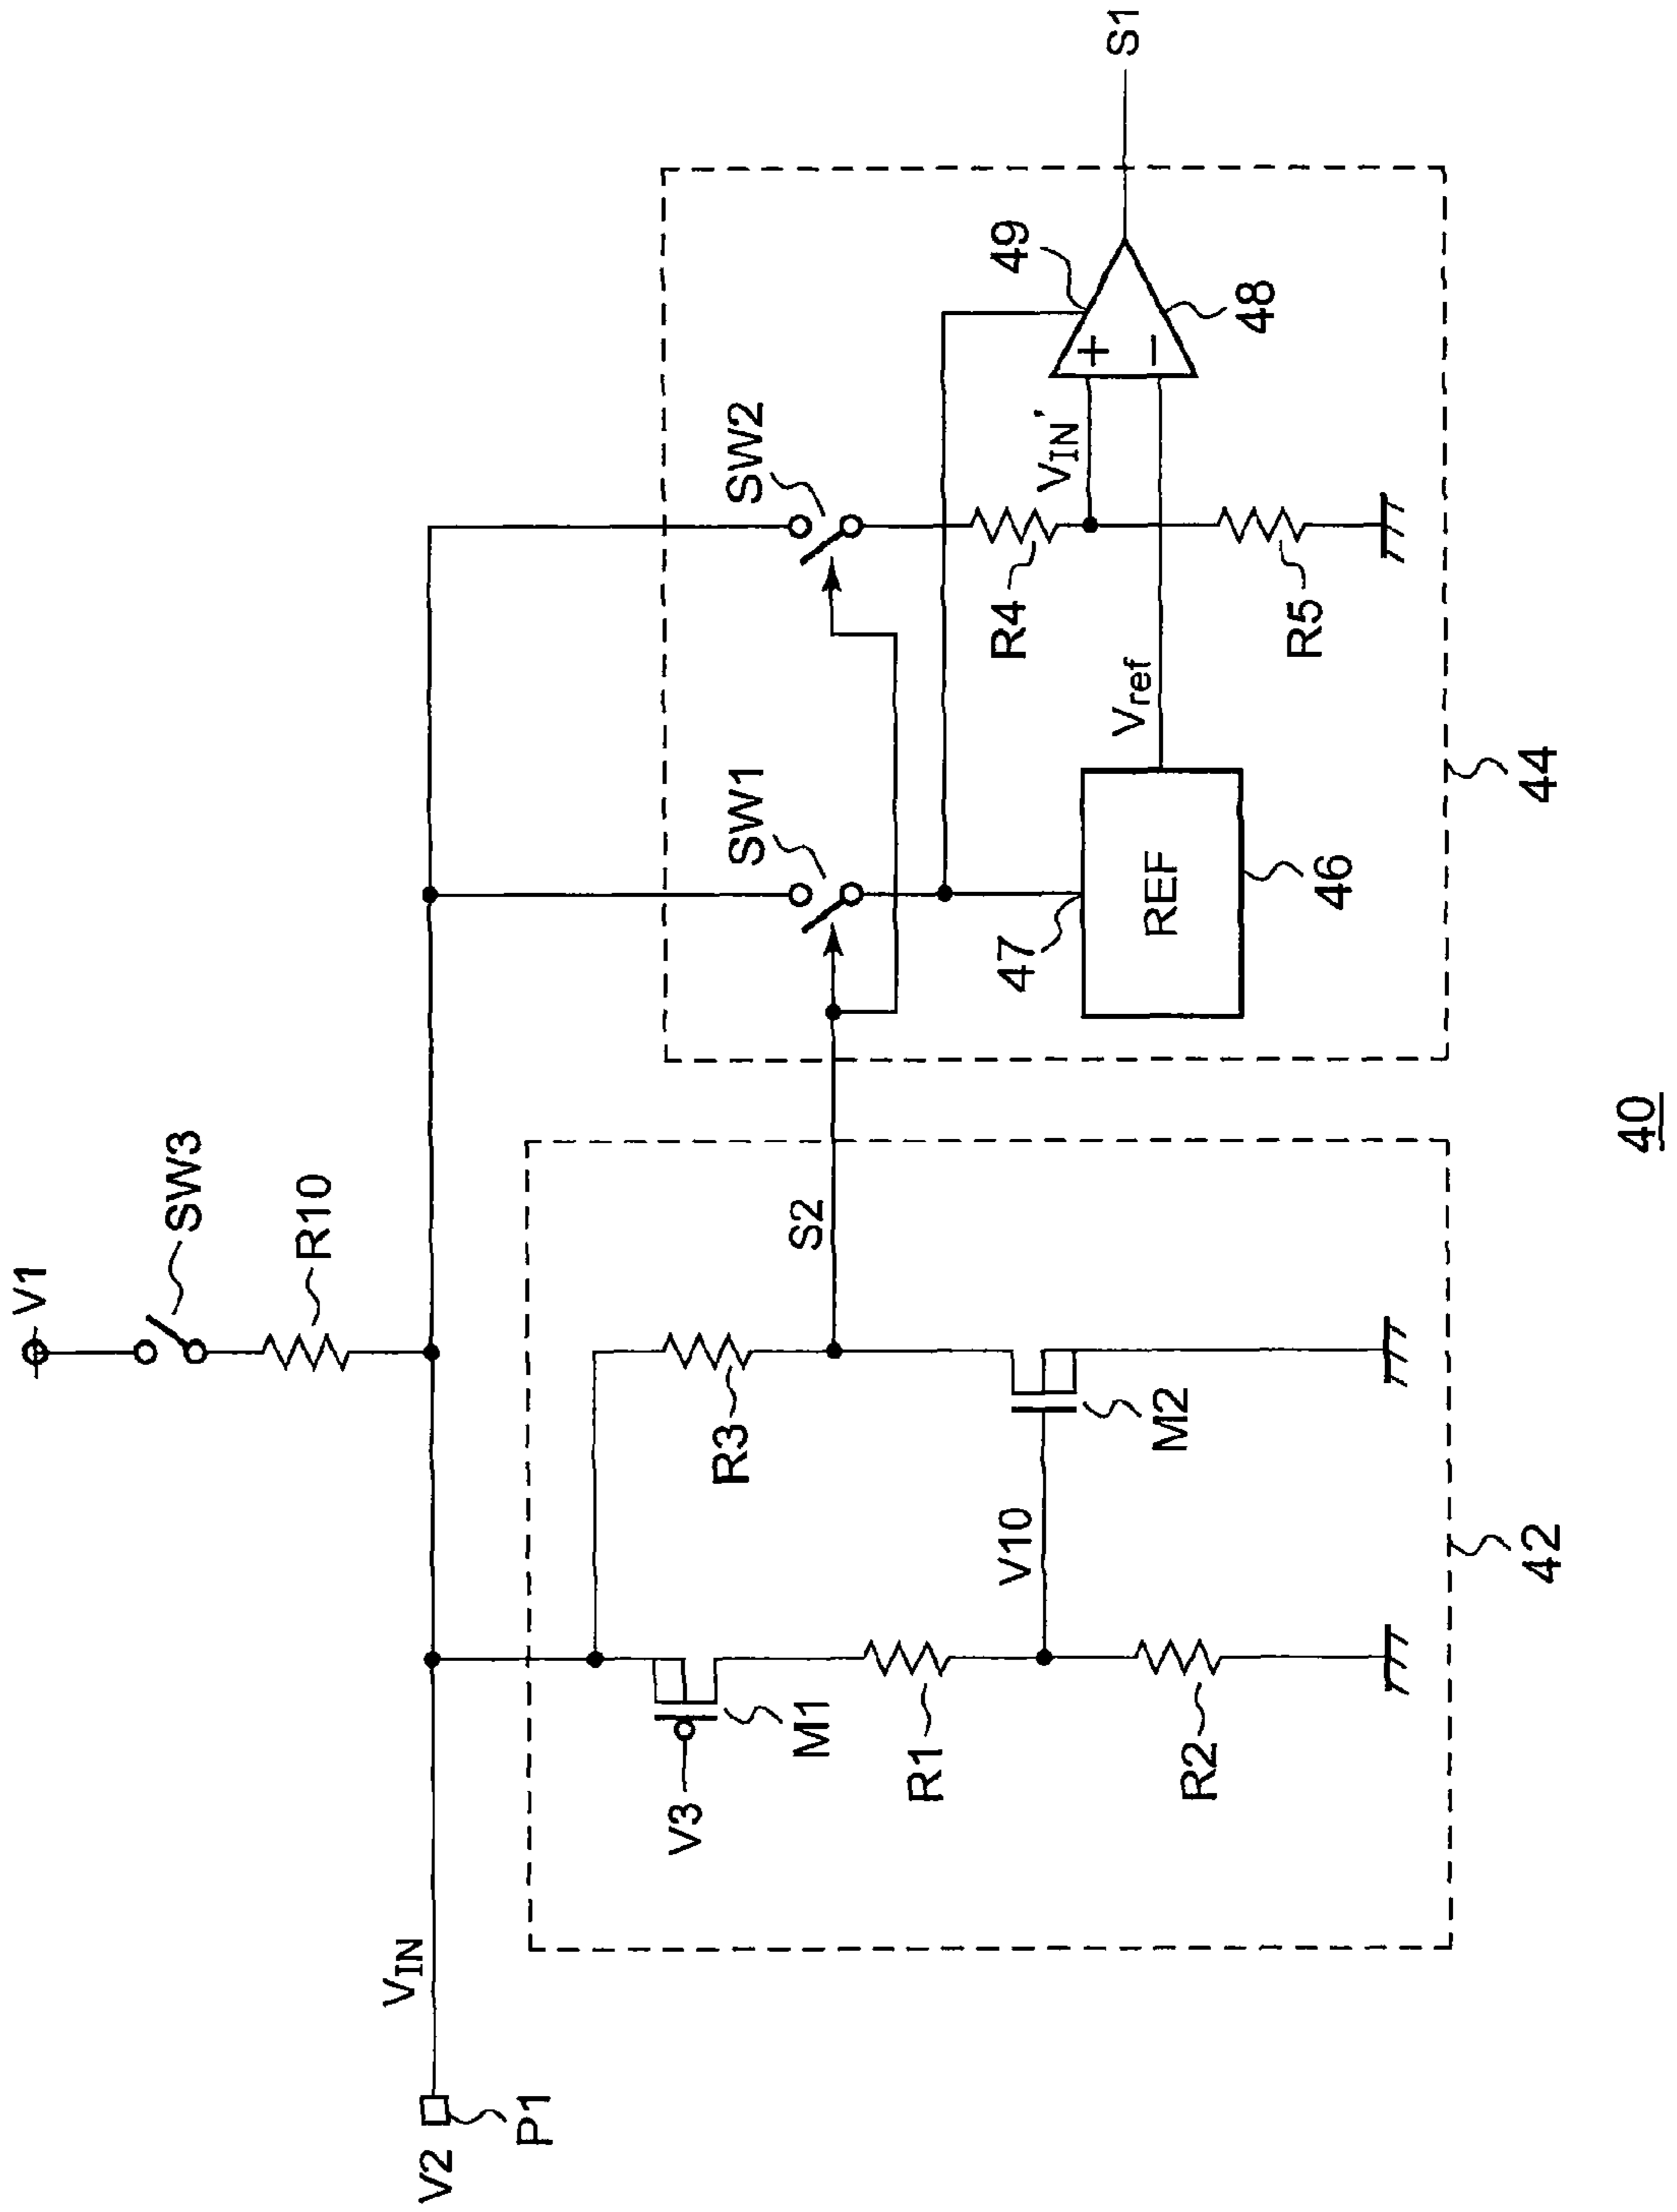 V1
SW3
R10
V2
P1
VIN
V3
M1
R1
R2
V10
R3
M2
S2
42
SW1
SW2
47
REF
46
Vref
R4
R5
VIN'
+
−
49
48
S1
44
40